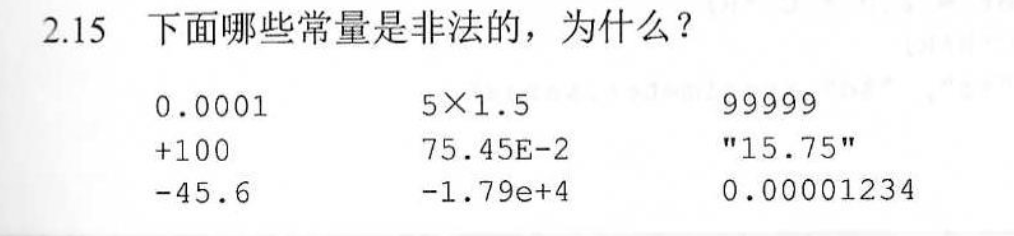 2.15 下面哪些常量是非法的，为什么？
0.0001 5×1.5 99999
+100 75.45E-2 "15.75"
-45.6 -1.79e+4 0.00001234